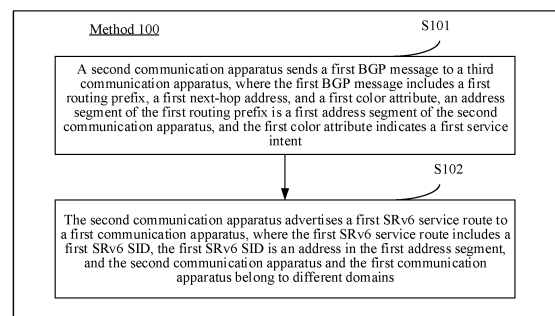 Method 100
S101
A second communication apparatus sends a first BGP message to a third
communication apparatus, where the first BGP message includes a first
routing prefix, a first next-hop address, and a first color attribute, an address
segment of the first routing prefix is a first address segment of the second
communication apparatus, and the first color attribute indicates a first service
intent
S102
The second communication apparatus advertises a first SRv6 service route to
a first communication apparatus, where the first SRv6 service route includes a
first SRv6 SID, the first SRv6 SID is an address in the first address segment,
and the second communication apparatus and the first communication
apparatus belong to different domains